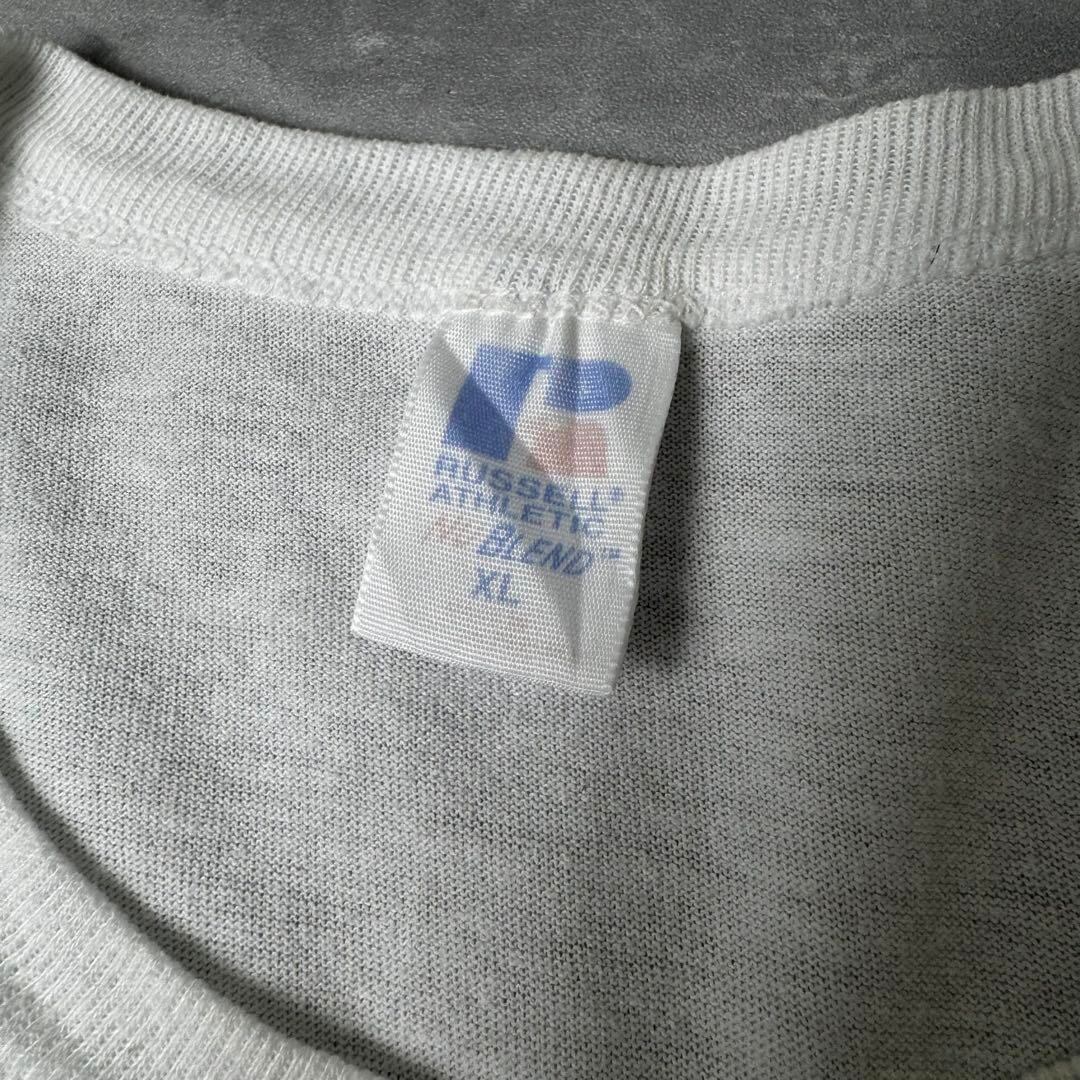 RUSSELL®
ATHLETIC
BLEND™
XL